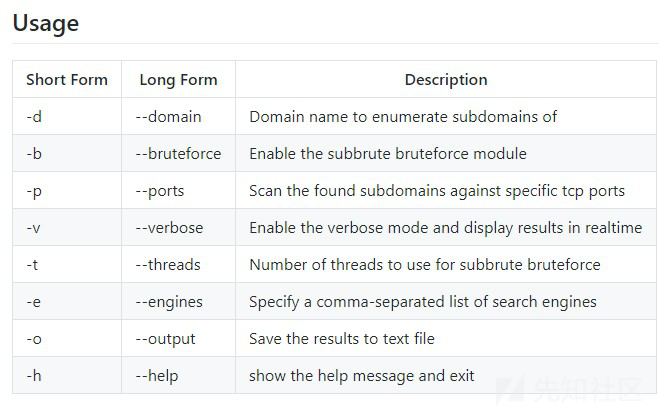 Usage
Short Form Long Form Description
-d --domain Domain name to enumerate subdomains of
-b --bruteforce Enable the subbrute bruteforce module
-p --ports Scan the found subdomains against specific tcp ports
-v --verbose Enable the verbose mode and display results in realtime
-t --threads Number of threads to use for subbrute bruteforce
-e --engines Specify a comma-separated list of search engines
-o --output Save the results to text file
-h --help show the help message and exit
先知社区